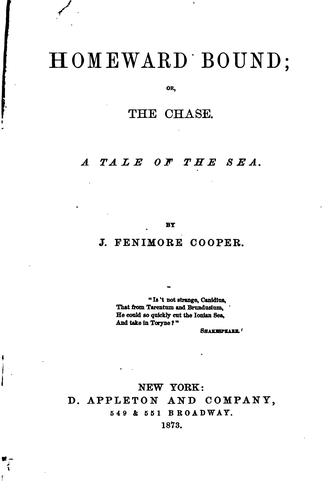 HOMEWARD BOUND;
OR,
THE CHASE.
A TALE OF THE SEA.
BY
J. FENIMORE COOPER.
"Is't not strange, Canidius,
That from Tarentum and Brundusium,
He could so quickly cut the Ionian Sea,
And take in Toryne?"
SHAKESPEARE.
NEW YORK:
D. APPLETON AND COMPANY,
549 & 551 BROADWAY.
1873.